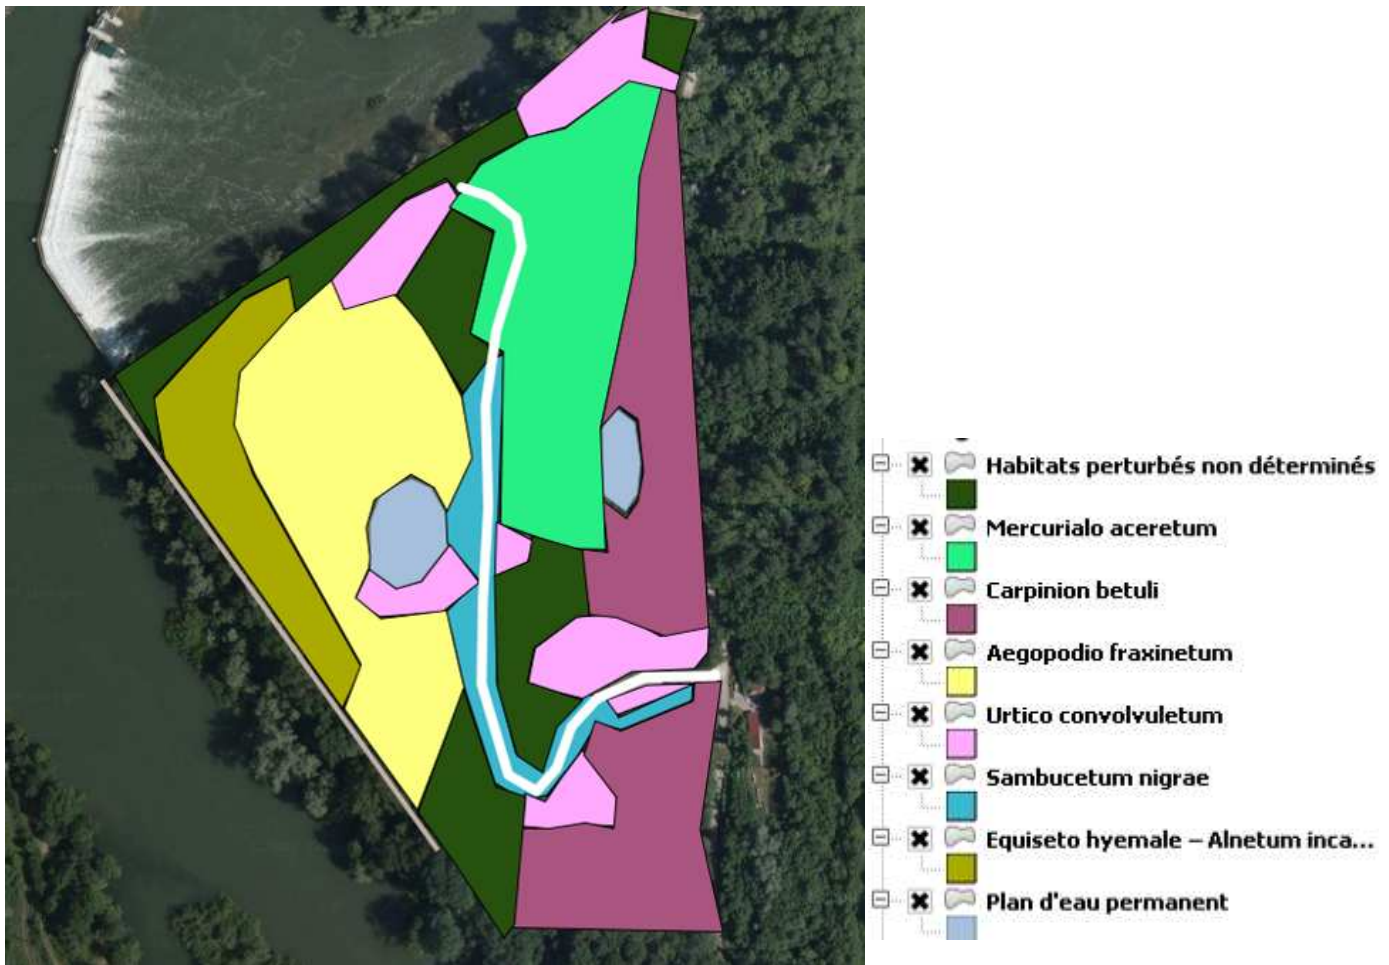 Habitats perturbés non déterminés
Mercurialo aceretum
Carpinion betuli
Aegopodio fraxinetum
Urtico convolvuletum
Sambucetum nigrae
Equiseto hyemale – Alnetum inca...
Plan d'eau permanent